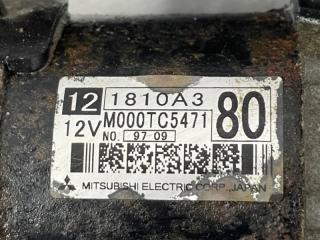 12 1810A3
12V M000TC5471 80
NO. 97 09
MITSUBISHI ELECTRIC CORP., JAPAN